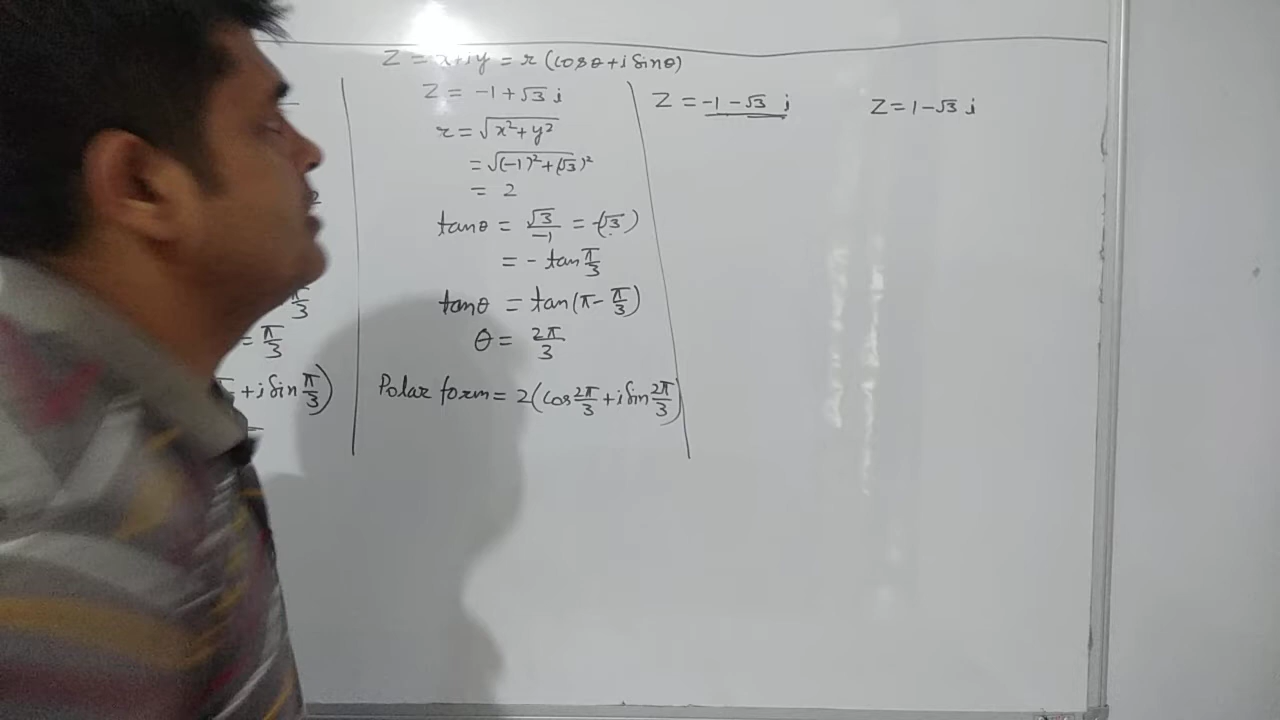 Z = x+iy = r (cosθ+i Sinθ)
π/3
= π/3
+i Sin π/3)
Z = -1+√3 i
r = √x²+y²
= √(-1)²+(√3)²
= 2
tanθ = √3/-1 = -(√3)
= - tan π/3
tanθ = tan(π- π/3)
θ = 2π/3
Polar form = 2(cos 2π/3 +i Sin 2π/3)
Z = -1-√3 i
Z = 1-√3 i